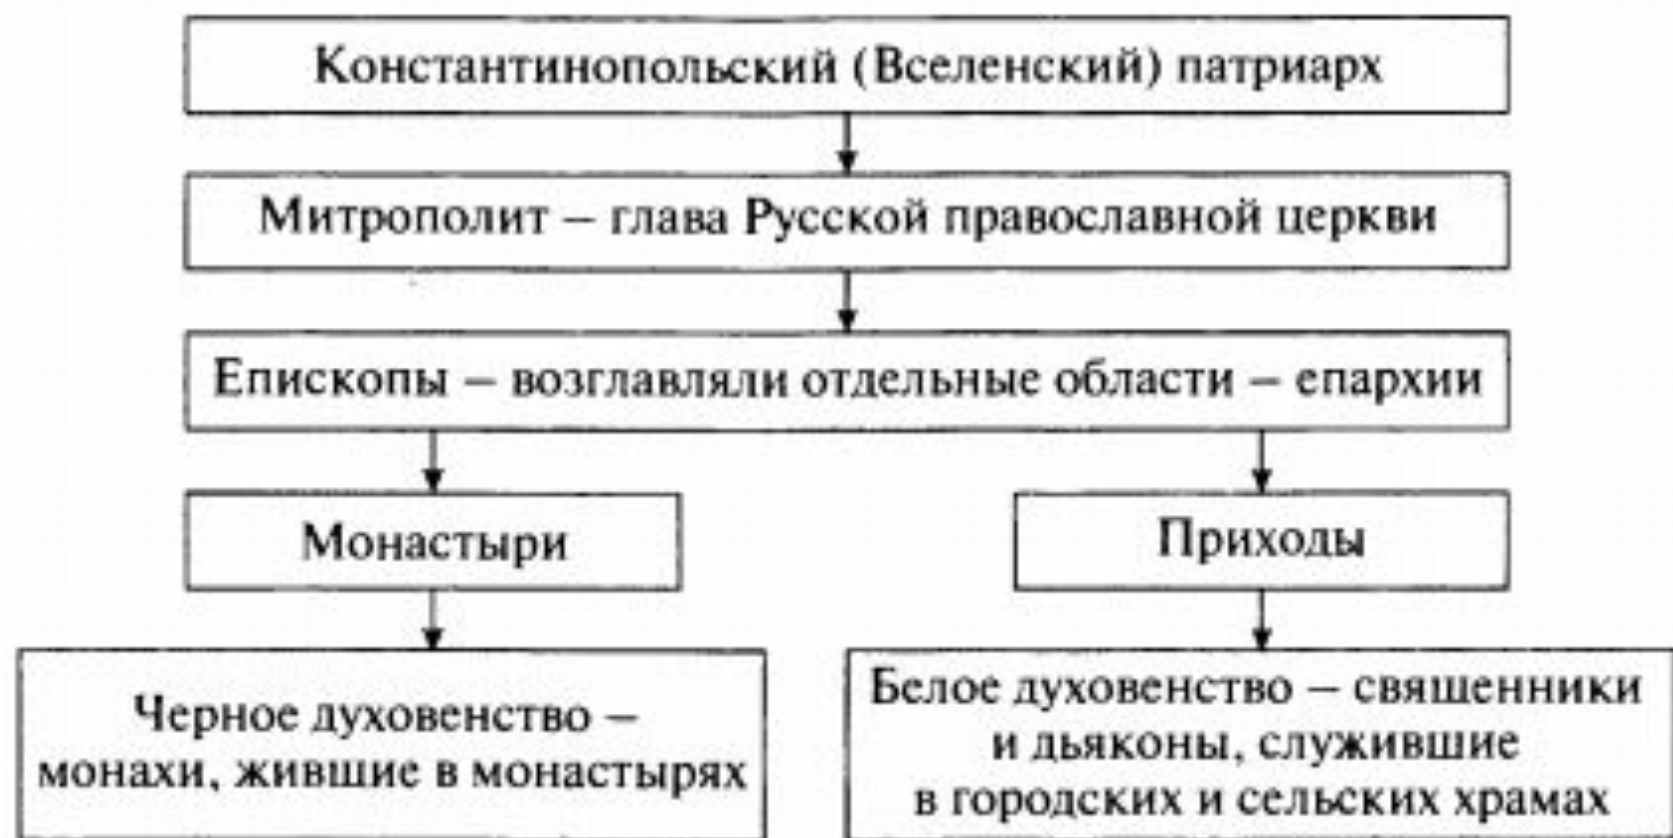 Константинопольский (Вселенский) патриарх
Митрополит – глава Русской православной церкви
Епископы – возглавляли отдельные области – епархии
Монастыри
Приходы
Черное духовенство –
монахи, жившие в монастырях
Белое духовенство – священники
и дьяконы, служившие
в городских и сельских храмах